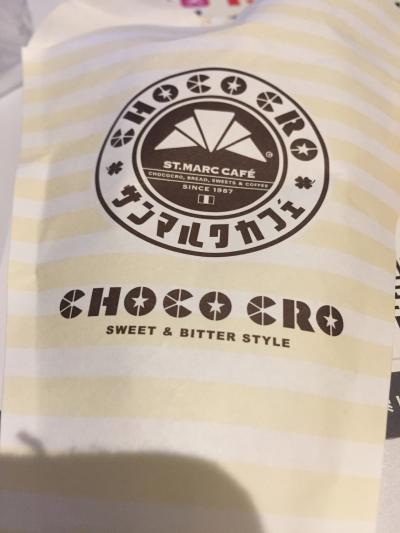 CHOCO CRO
ST.MARC CAFÉ
CHOCOCRO, BREAD, SWEETS & COFFEE
SINCE 1987
サンマルクカフェ
CHOCO CRO
SWEET & BITTER STYLE